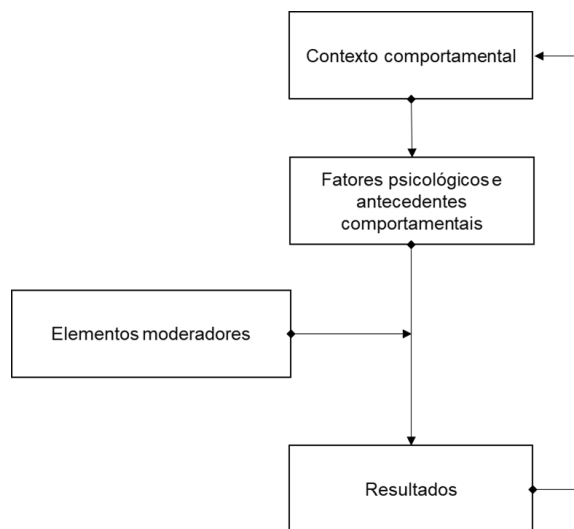 Contexto comportamental
Fatores psicológicos e
antecedentes
comportamentais
Elementos moderadores
Resultados